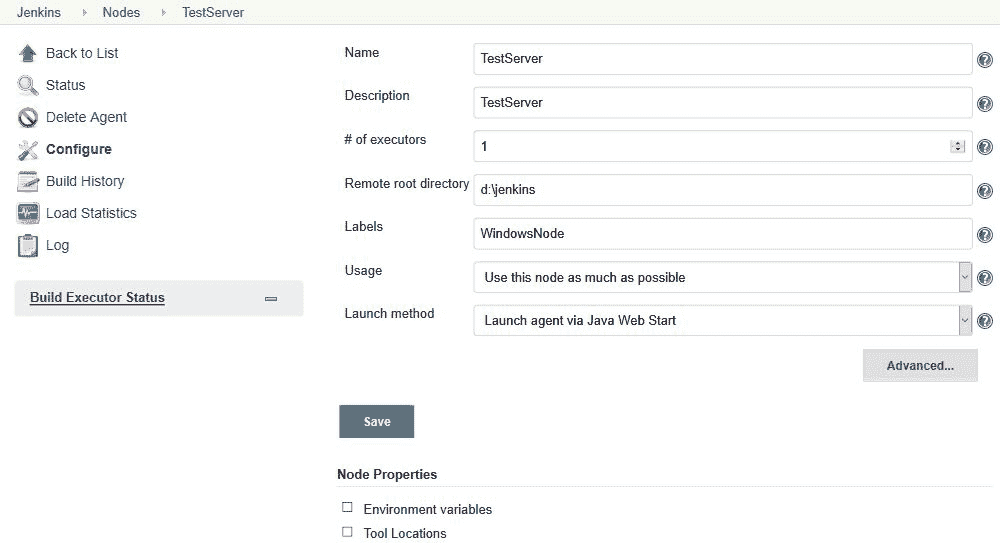 Jenkins Nodes TestServer
Back to List
Status
Delete Agent
Configure
Build History
Load Statistics
Log
Build Executor Status
Name TestServer
Description TestServer
# of executors 1
Remote root directory d:\jenkins
Labels WindowsNode
Usage Use this node as much as possible
Launch method Launch agent via Java Web Start
Advanced...
Save
Node Properties
Environment variables
Tool Locations